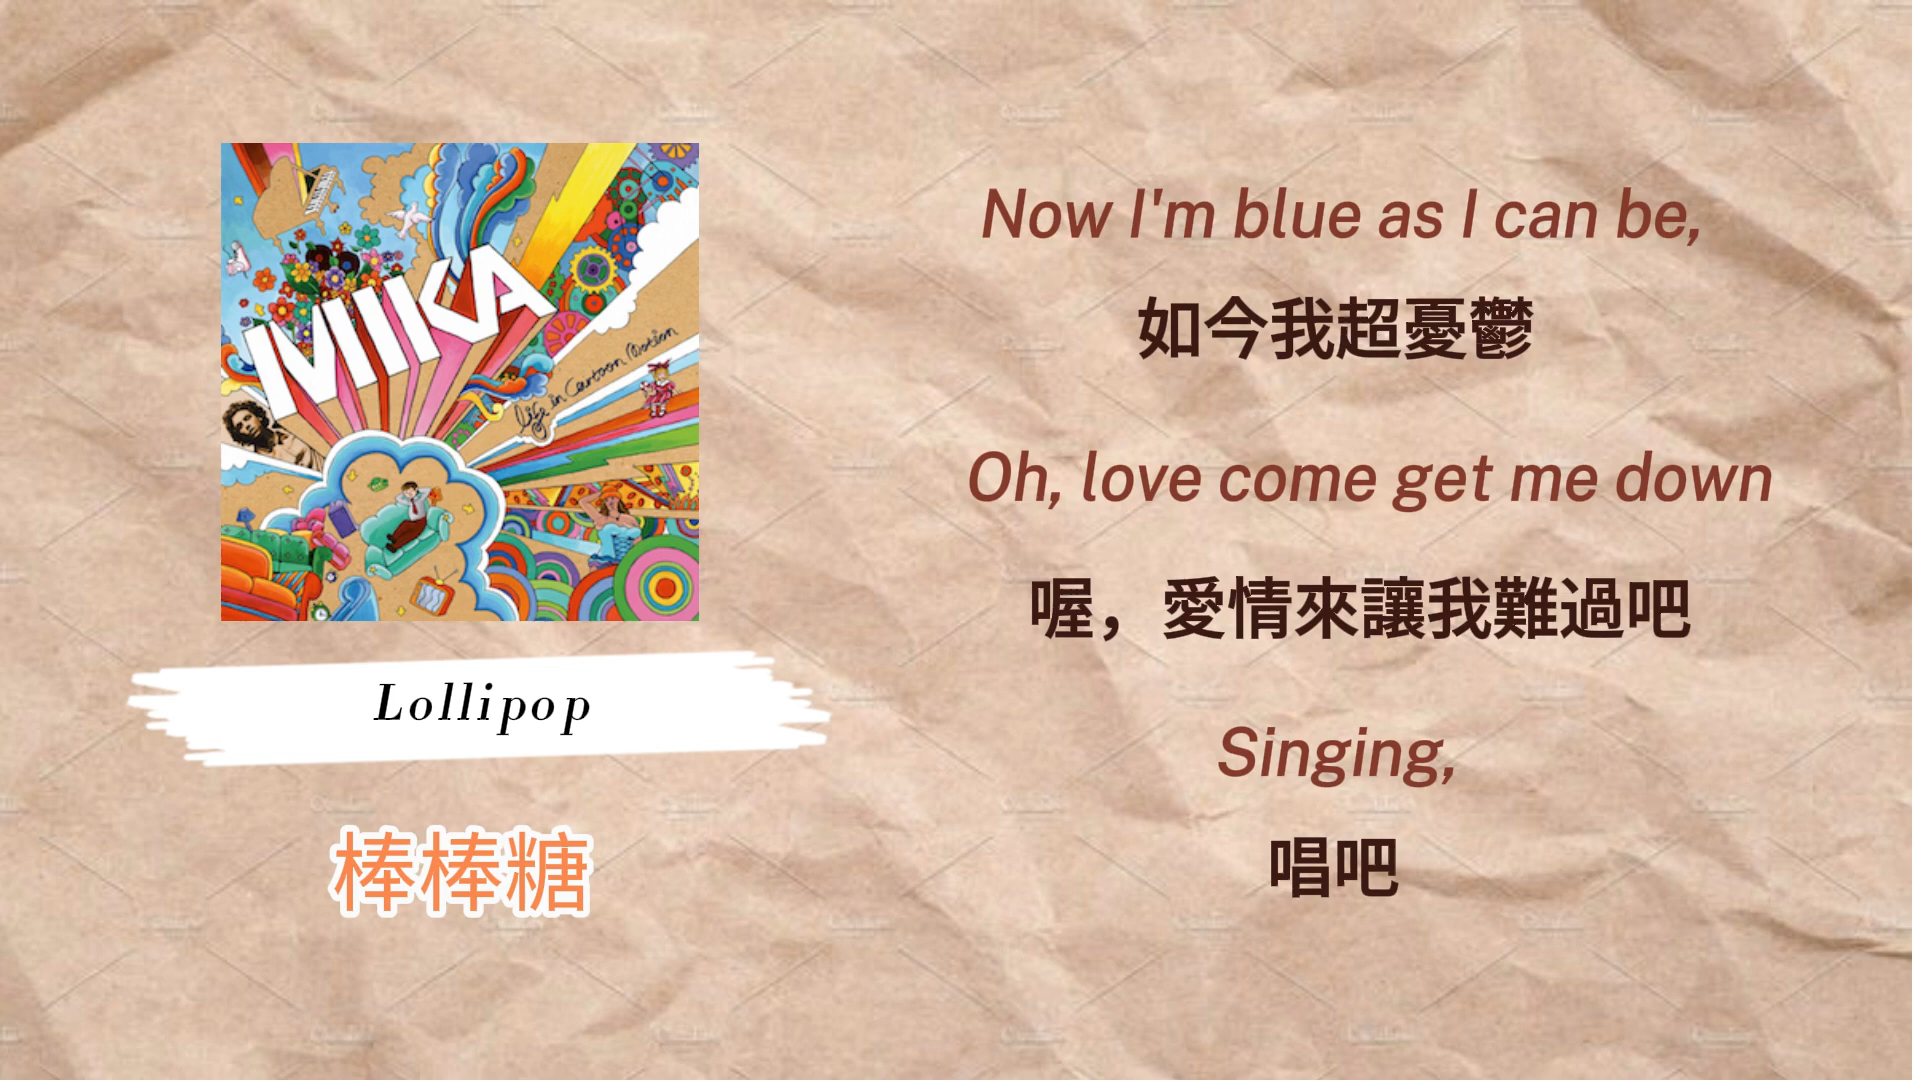 MIKA
Life in Cartoon Motion
Lollipop
棒棒糖
Now I'm blue as I can be,
如今我超憂鬱
Oh, love come get me down
喔，愛情來讓我難過吧
Singing,
唱吧